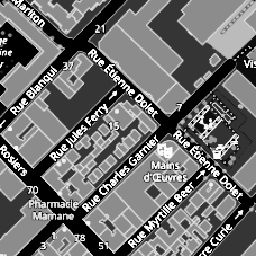 21
Rue Étienne Dolet
37
Rue Blanqui
Rue Jules Ferry
15
7
Rue Charles Garnier
Mains
d'Œuvres
Rue Étienne Dolet
Rosiers
70
Pharmacie
Mamane
Rue Myrtille Beer
3
78
51